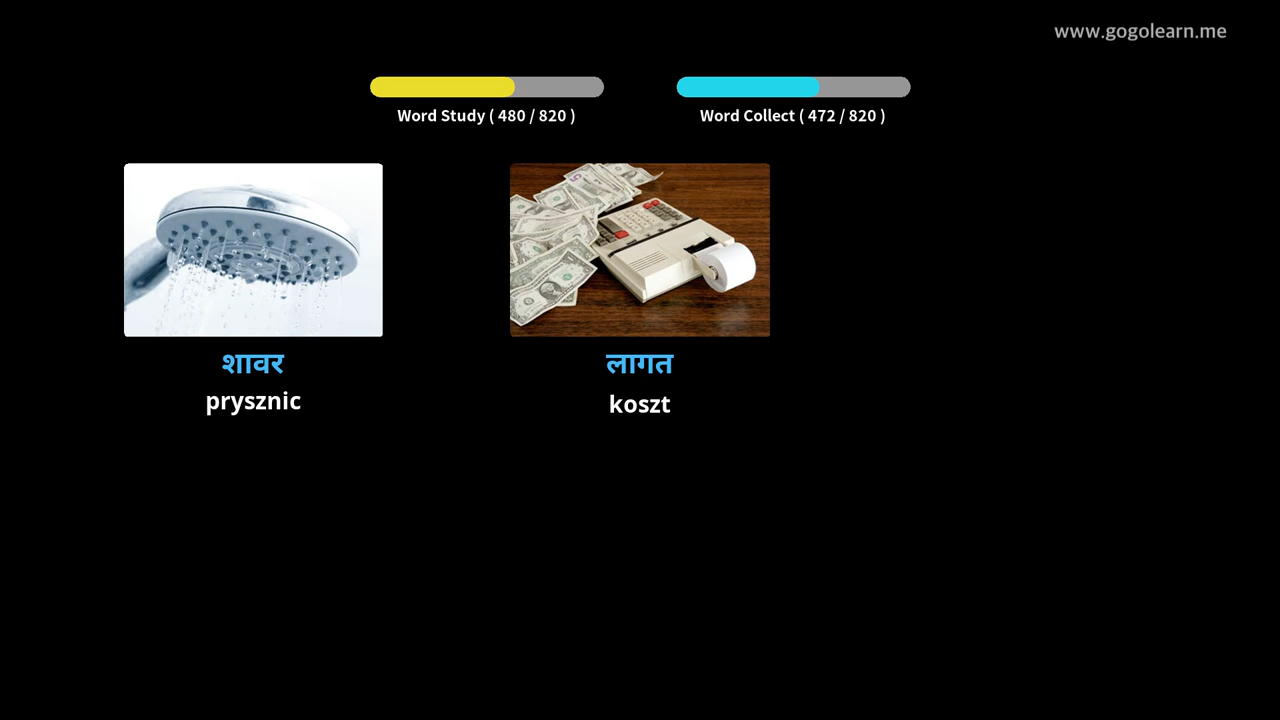 www.gogolearn.me
Word Study ( 480 / 820 )
Word Collect ( 472 / 820 )
शावर
prysznic
लागत
koszt